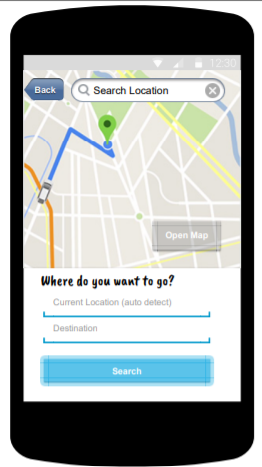 12:30
Back
Search Location
Open Map
Where do you want to go?
Current Location (auto detect)
Destination
Search